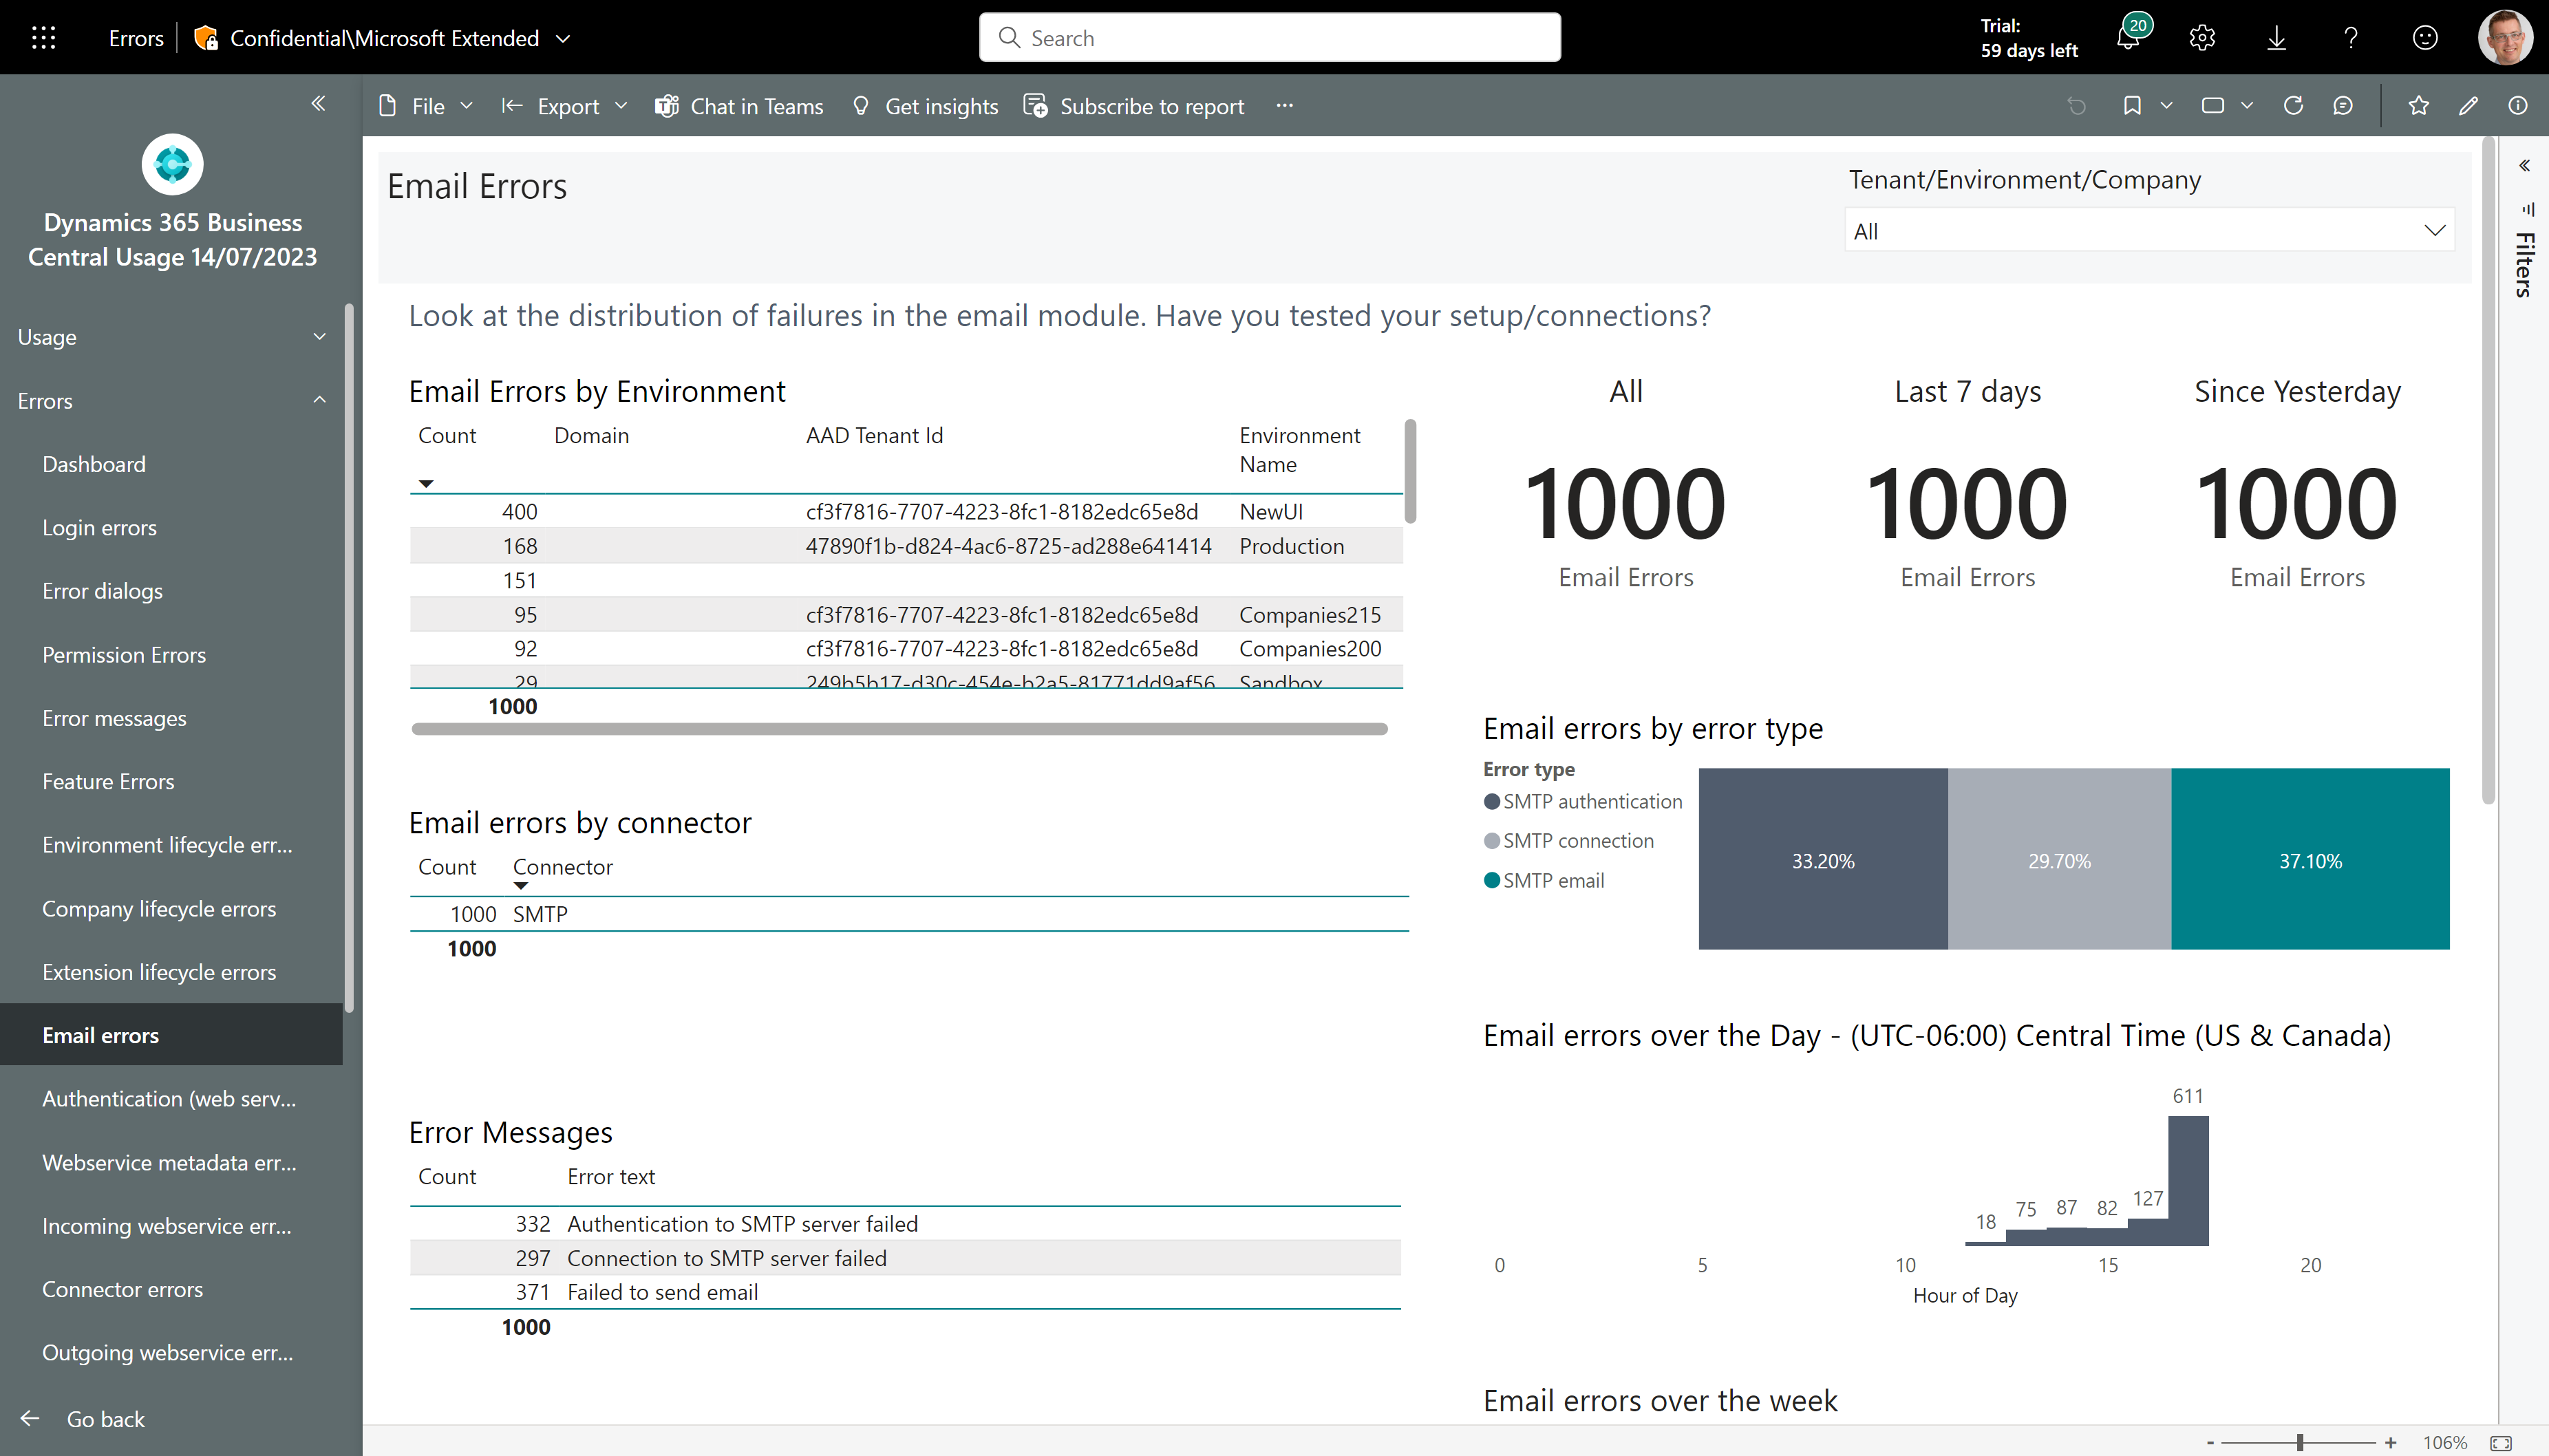 Errors
Confidential\Microsoft Extended
Search
Trial:
59 days left
20
File
Export
Chat in Teams
Get insights
Subscribe to report
Dynamics 365 Business
Central Usage 14/07/2023
Usage
Errors
Dashboard
Login errors
Error dialogs
Permission Errors
Error messages
Feature Errors
Environment lifecycle err...
Company lifecycle errors
Extension lifecycle errors
Email errors
Authentication (web serv...
Webservice metadata err...
Incoming webservice err...
Connector errors
Outgoing webservice err...
Go back
Email Errors
Tenant/Environment/Company
All
Filters
Look at the distribution of failures in the email module. Have you tested your setup/connections?
Email Errors by Environment
Count Domain AAD Tenant Id Environment
Name
400 cf3f7816-7707-4223-8fc1-8182edc65e8d NewUI
168 47890f1b-d824-4ac6-8725-ad288e641414 Production
151
95 cf3f7816-7707-4223-8fc1-8182edc65e8d Companies215
92 cf3f7816-7707-4223-8fc1-8182edc65e8d Companies200
29 249b5b17-d30c-454e-b2a5-81771dd9af56 Sandbox
1000
All
1000
Email Errors
Last 7 days
1000
Email Errors
Since Yesterday
1000
Email Errors
Email errors by connector
Count Connector
1000 SMTP
1000
Email errors by error type
Error type
SMTP authentication
SMTP connection
SMTP email
33.20% 29.70% 37.10%
Error Messages
Count Error text
332 Authentication to SMTP server failed
297 Connection to SMTP server failed
371 Failed to send email
1000
Email errors over the Day - (UTC-06:00) Central Time (US & Canada)
18 75 87 82 127 611
0 5 10 15 20
Hour of Day
Email errors over the week
- + 106%